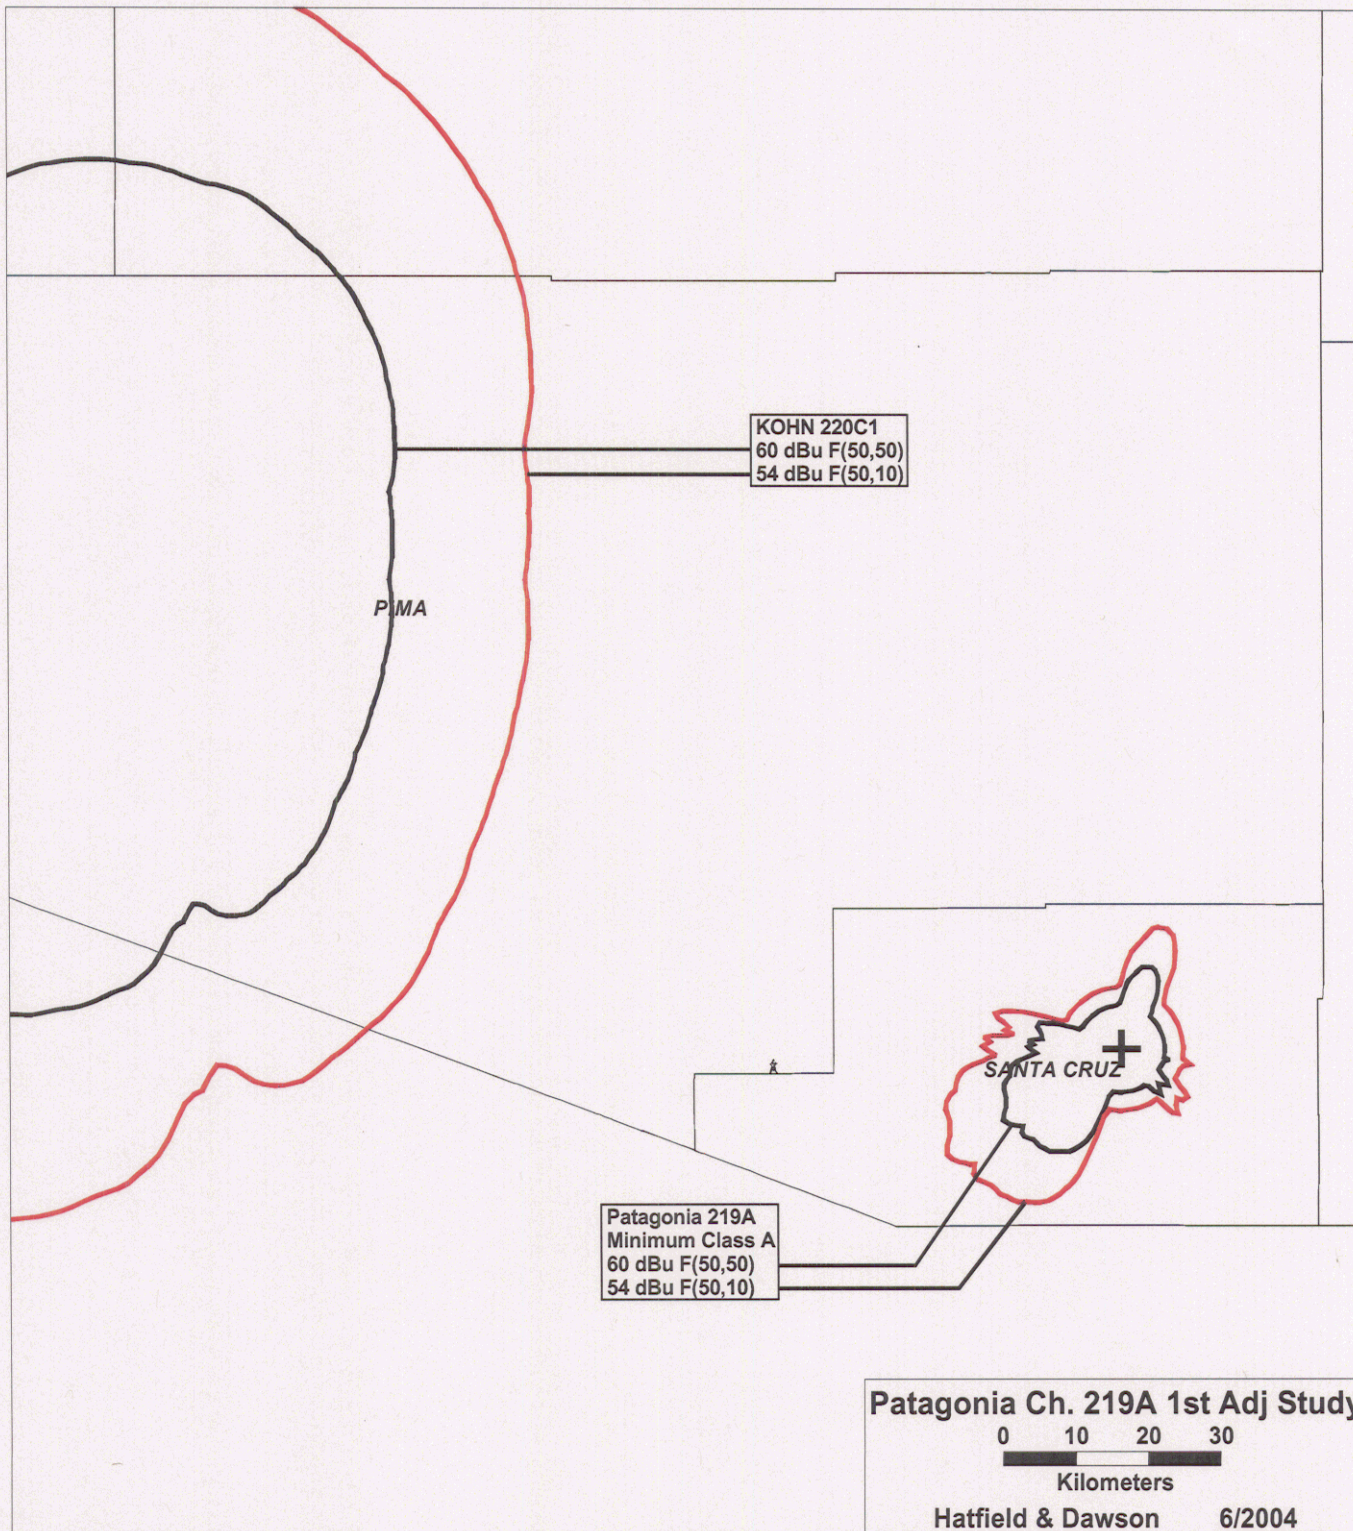 KOHN 220C1
60 dBu F(50,50)
54 dBu F(50,10)
PIMA
SANTA CRUZ
Patagonia 219A
Minimum Class A
60 dBu F(50,50)
54 dBu F(50,10)
Patagonia Ch. 219A 1st Adj Study
0 10 20 30
Kilometers
Hatfield & Dawson 6/2004